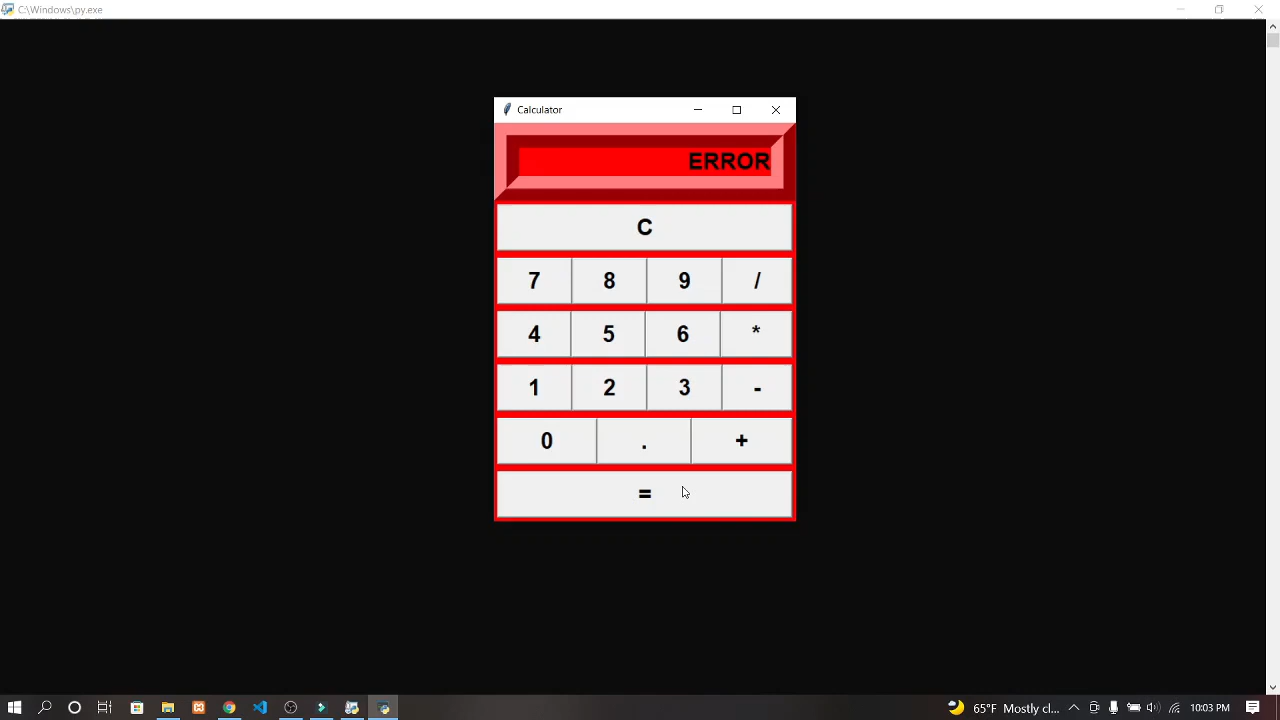 C:\Windows\py.exe
Calculator
ERROR
C
7 8 9 /
4 5 6 *
1 2 3 -
0 . +
=
65°F Mostly cl... 10:03 PM